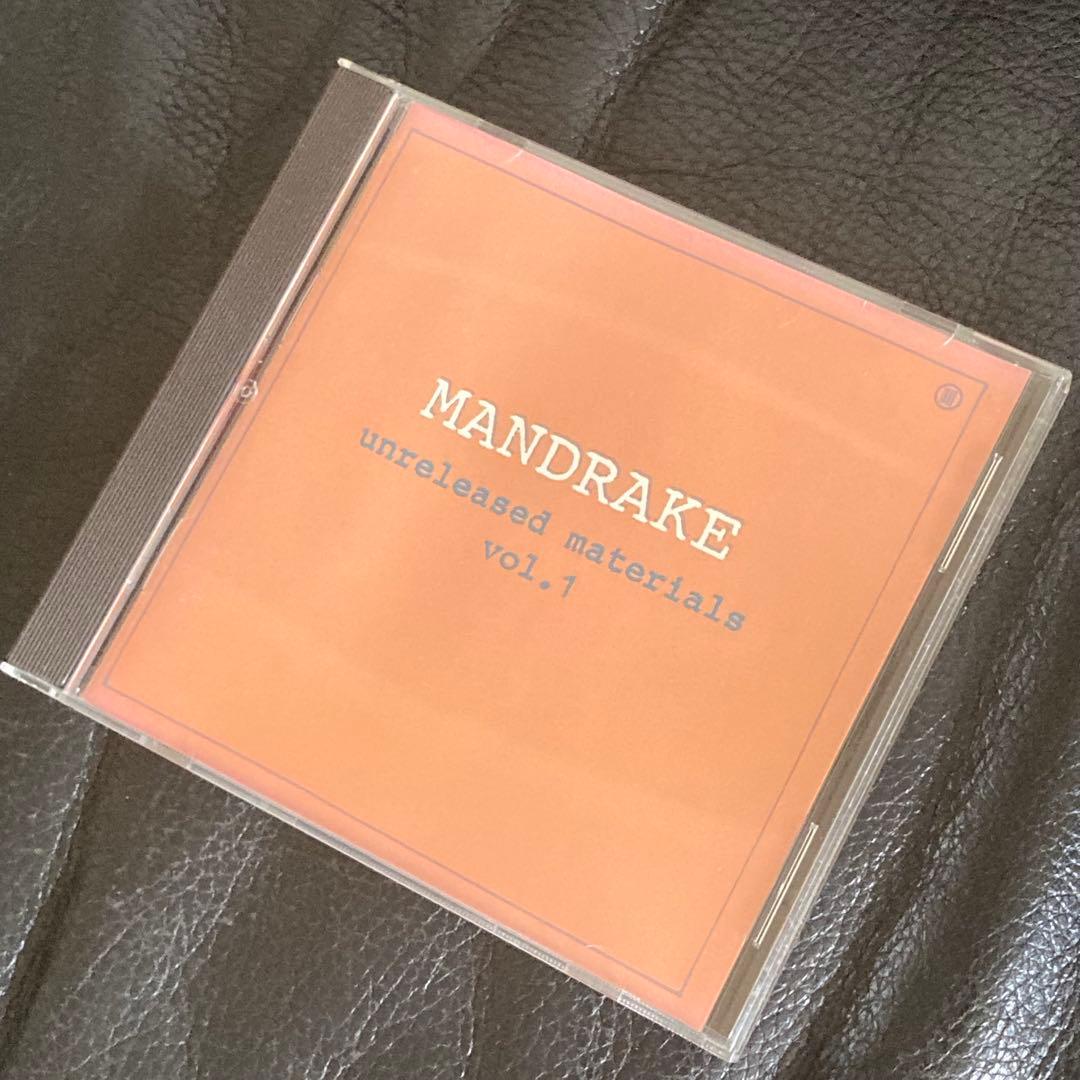 MANDRAKE
unreleased materials
vol.1